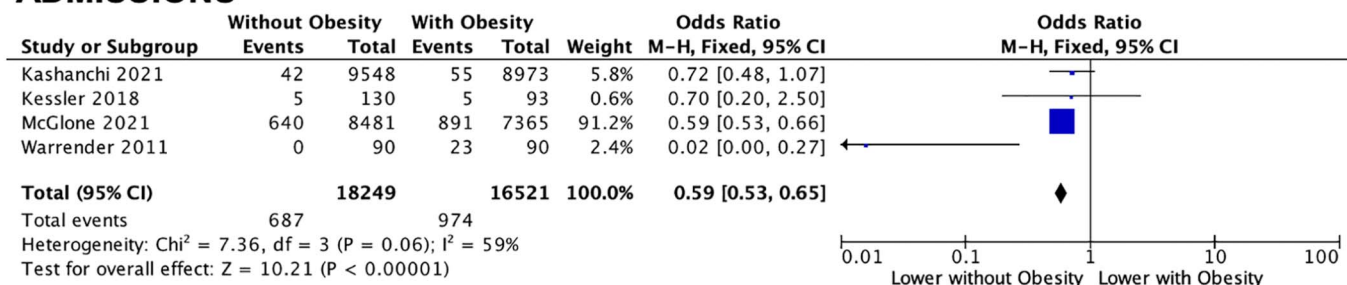 ADMISSIONS
Without Obesity With Obesity Odds Ratio Odds Ratio
Study or Subgroup Events Total Events Total Weight M-H, Fixed, 95% CI M-H, Fixed, 95% CI
Kashanchi 2021 42 9548 55 8973 5.8% 0.72 [0.48, 1.07]
Kessler 2018 5 130 5 93 0.6% 0.70 [0.20, 2.50]
McGlone 2021 640 8481 891 7365 91.2% 0.59 [0.53, 0.66]
Warrender 2011 0 90 23 90 2.4% 0.02 [0.00, 0.27]
Total (95% CI) 18249 16521 100.0% 0.59 [0.53, 0.65]
Total events 687 974
Heterogeneity: Chi² = 7.36, df = 3 (P = 0.06); I² = 59%
Test for overall effect: Z = 10.21 (P < 0.00001)
0.01 0.1 1 10 100
Lower without Obesity Lower with Obesity